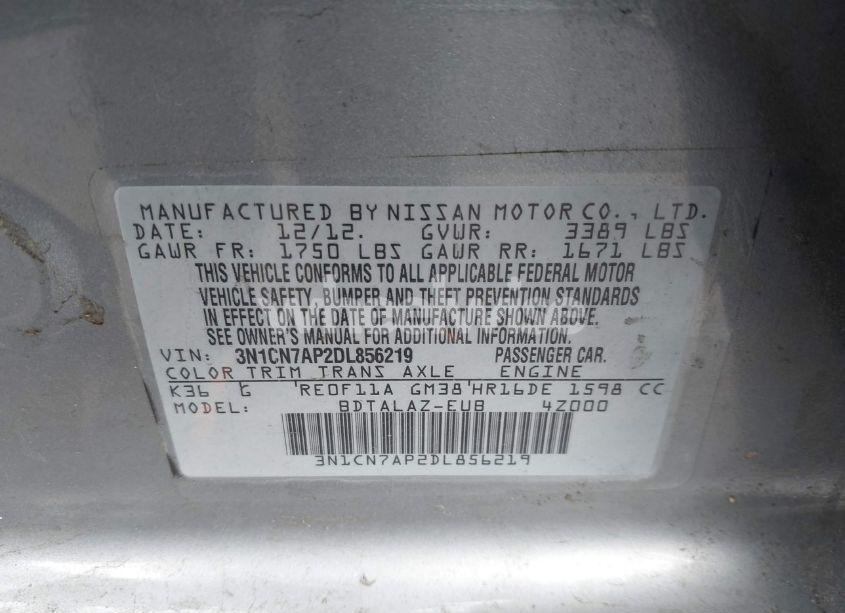 MANUFACTURED BY NISSAN MOTOR CO., LTD.
DATE: 12/12. GVWR: 3389 LBS
GAWR FR: 1750 LBS GAWR RR: 1671 LBS
THIS VEHICLE CONFORMS TO ALL APPLICABLE FEDERAL MOTOR
VEHICLE SAFETY, BUMPER AND THEFT PREVENTION STANDARDS
IN EFFECT ON THE DATE OF MANUFACTURE SHOWN ABOVE.
SEE OWNER'S MANUAL FOR ADDITIONAL INFORMATION.
VIN: 3N1CN7AP2DL856219 PASSENGER CAR.
COLOR TRIM TRANS AXLE ENGINE
K36 G 'RE0F11A GM38'HR16DE 1598 CC
MODEL: BDTALAZ-EUB 4Z000
3N1CN7AP2DL856219